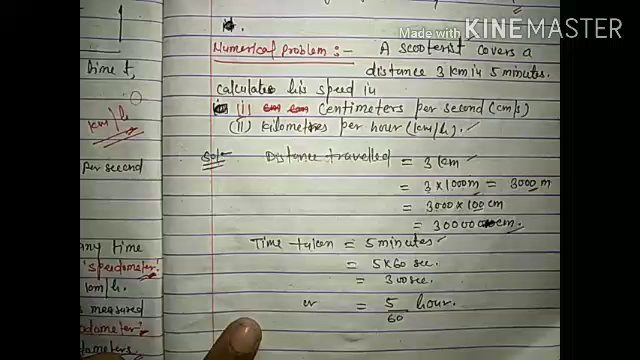 Made with KINEMASTER
Numerical problem :- A scooterist covers a
distance 3 km in 5 minutes.
calculate his speed in
(i) Centimeters per second (cm/s)
(ii) kilometres per hour (km/h).
Sol- Distance travelled = 3 km
= 3 × 1000 m = 3000 m
= 3000 × 100 cm
= 300000 cm.
Time taken = 5 minutes
= 5×60 sec.
= 300 sec.
or = 5/60 hour.
time t,
km/h
per second
any time
'speedometer'
km/h.
measured